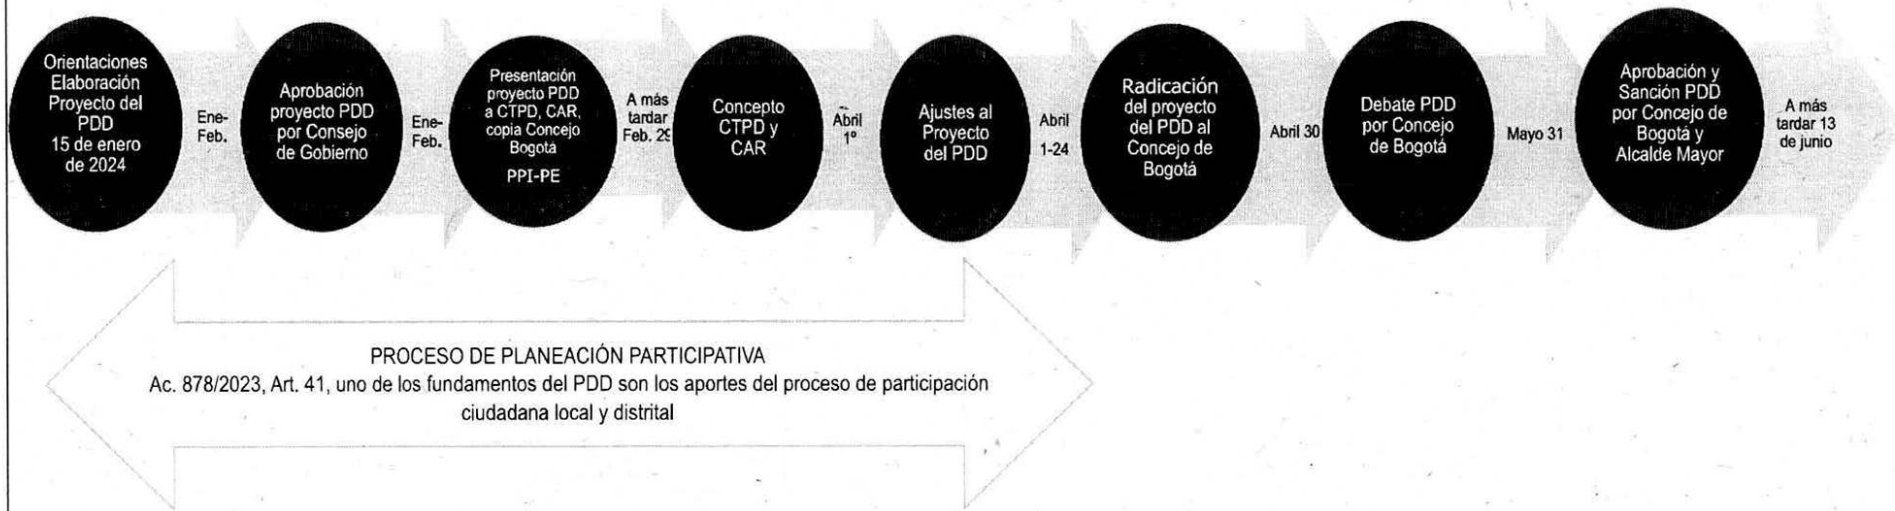 Orientaciones
Elaboración
Proyecto del
PDD
15 de enero
de 2024
Ene-
Feb.
Aprobación
proyecto PDD
por Consejo
de Gobierno
Ene-
Feb.
Presentación
proyecto PDD
a CTPD, CAR,
copia Concejo
Bogotá
PPI-PE
A más
tardar
Feb. 29
Concepto
CTPD y
CAR
Abril
1º
Ajustes al
Proyecto
del PDD
Abril
1-24
Radicación
del proyecto
del PDD al
Concejo de
Bogotá
Abril 30
Debate PDD
por Concejo
de Bogotá
Mayo 31
Aprobación y
Sanción PDD
por Concejo de
Bogotá y
Alcalde Mayor
A más
tardar 13
de junio
PROCESO DE PLANEACIÓN PARTICIPATIVA
Ac. 878/2023, Art. 41, uno de los fundamentos del PDD son los aportes del proceso de participación
ciudadana local y distrital